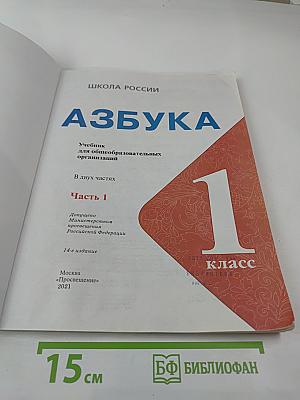 ШКОЛА РОССИИ
АЗБУКА
Учебник
для общеобразовательных
организаций
В двух частях
Часть 1
Допущено
Министерством
просвещения
Российской Федерации
14-е издание
Москва
«Просвещение»
2021
1
класс
15 см
БФ БИБЛИОФАН